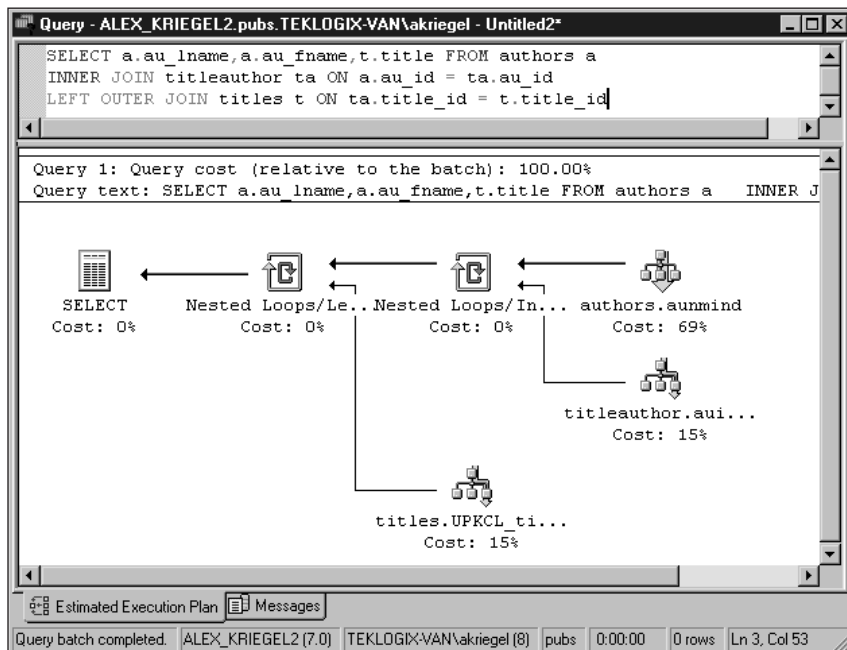 Query - ALEX_KRIEGEL2.pubs.TEKLOGIX-VAN\akriegel - Untitled2*
SELECT a.au_lname,a.au_fname,t.title FROM authors a
INNER JOIN titleauthor ta ON a.au_id = ta.au_id
LEFT OUTER JOIN titles t ON ta.title_id = t.title_id
Query 1: Query cost (relative to the batch): 100.00%
Query text: SELECT a.au_lname,a.au_fname,t.title FROM authors a INNER J
SELECT
Cost: 0%
Nested Loops/Le...
Cost: 0%
Nested Loops/In...
Cost: 0%
authors.aunmind
Cost: 69%
titleauthor.aui...
Cost: 15%
titles.UPKCL_ti...
Cost: 15%
Estimated Execution Plan Messages
Query batch completed. ALEX_KRIEGEL2 (7.0) TEKLOGIX-VAN\akriegel (8) pubs 0:00:00 0 rows Ln 3, Col 53